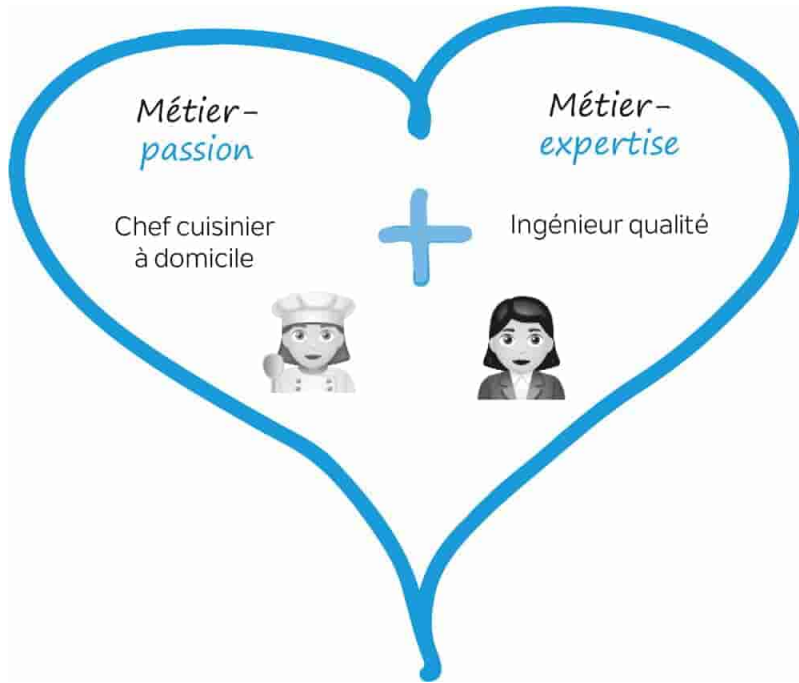 Métier-
passion
Chef cuisinier
à domicile
Métier-
expertise
Ingénieur qualité